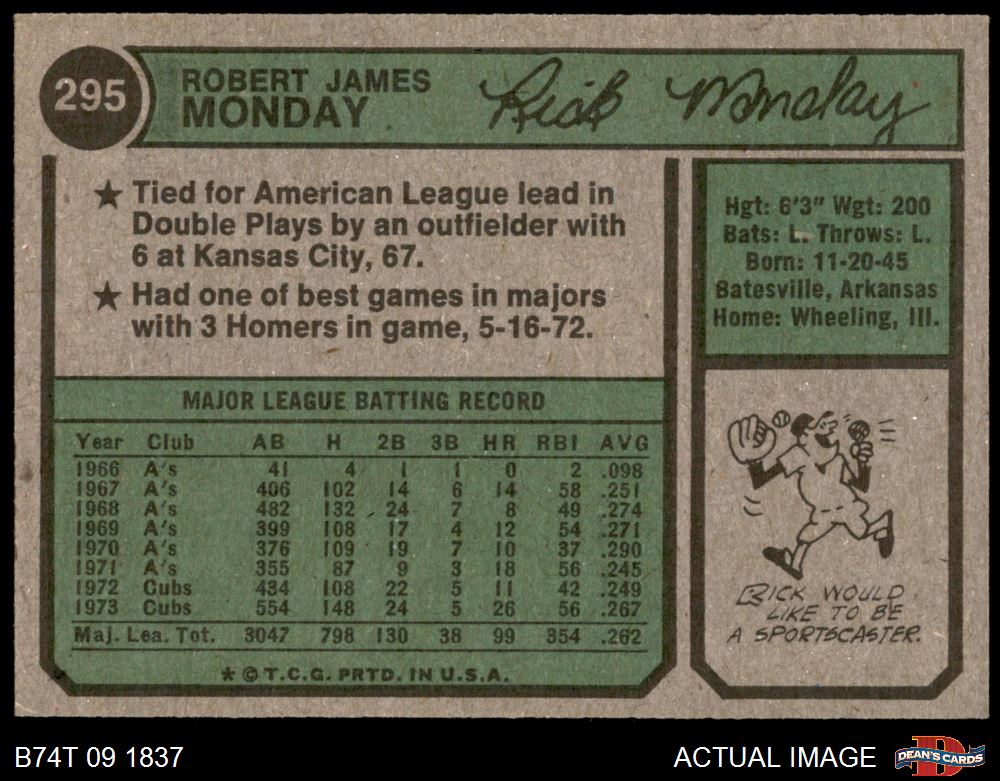 295
ROBERT JAMES
MONDAY
Rick Monday
★ Tied for American League lead in
Double Plays by an outfielder with
6 at Kansas City, 67.
★ Had one of best games in majors
with 3 Homers in game, 5-16-72.
Hgt: 6'3" Wgt: 200
Bats: L. Throws: L.
Born: 11-20-45
Batesville, Arkansas
Home: Wheeling, Ill.
MAJOR LEAGUE BATTING RECORD
Year Club AB H 2B 3B HR RBI AVG
1966 A's 41 4 1 1 0 2 .098
1967 A's 406 102 14 6 14 58 .251
1968 A's 482 132 24 7 8 49 .274
1969 A's 399 108 17 4 12 54 .271
1970 A's 376 109 19 7 10 37 .290
1971 A's 355 87 9 3 18 56 .245
1972 Cubs 434 108 22 5 11 42 .249
1973 Cubs 554 148 24 5 26 56 .267
Maj. Lea. Tot. 3047 798 130 38 99 354 .262
* © T.C.G. PRTD. IN U.S.A.
RICK WOULD
LIKE TO BE
A SPORTSCASTER.
B74T 09 1837
ACTUAL IMAGE
D
DEAN'S CARDS